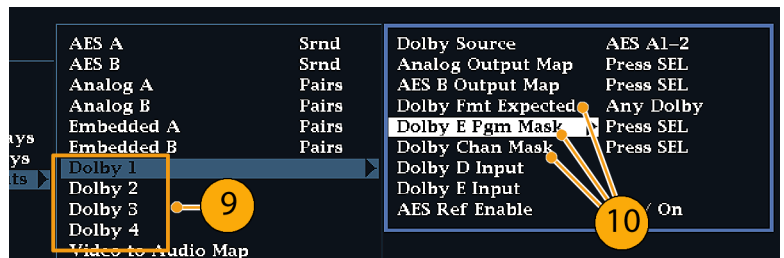 AES A Srnd
AES B Srnd
Analog A Pairs
Analog B Pairs
Embedded A Pairs
Embedded B Pairs
Dolby 1
Dolby 2
Dolby 3
Dolby 4
Video to Audio Map
ays
ys
ts
9
Dolby Source AES A1–2
Analog Output Map Press SEL
AES B Output Map Press SEL
Dolby Fmt Expected Any Dolby
Dolby E Pgm Mask Press SEL
Dolby Chan Mask Press SEL
Dolby D Input
Dolby E Input
AES Ref Enable / On
10